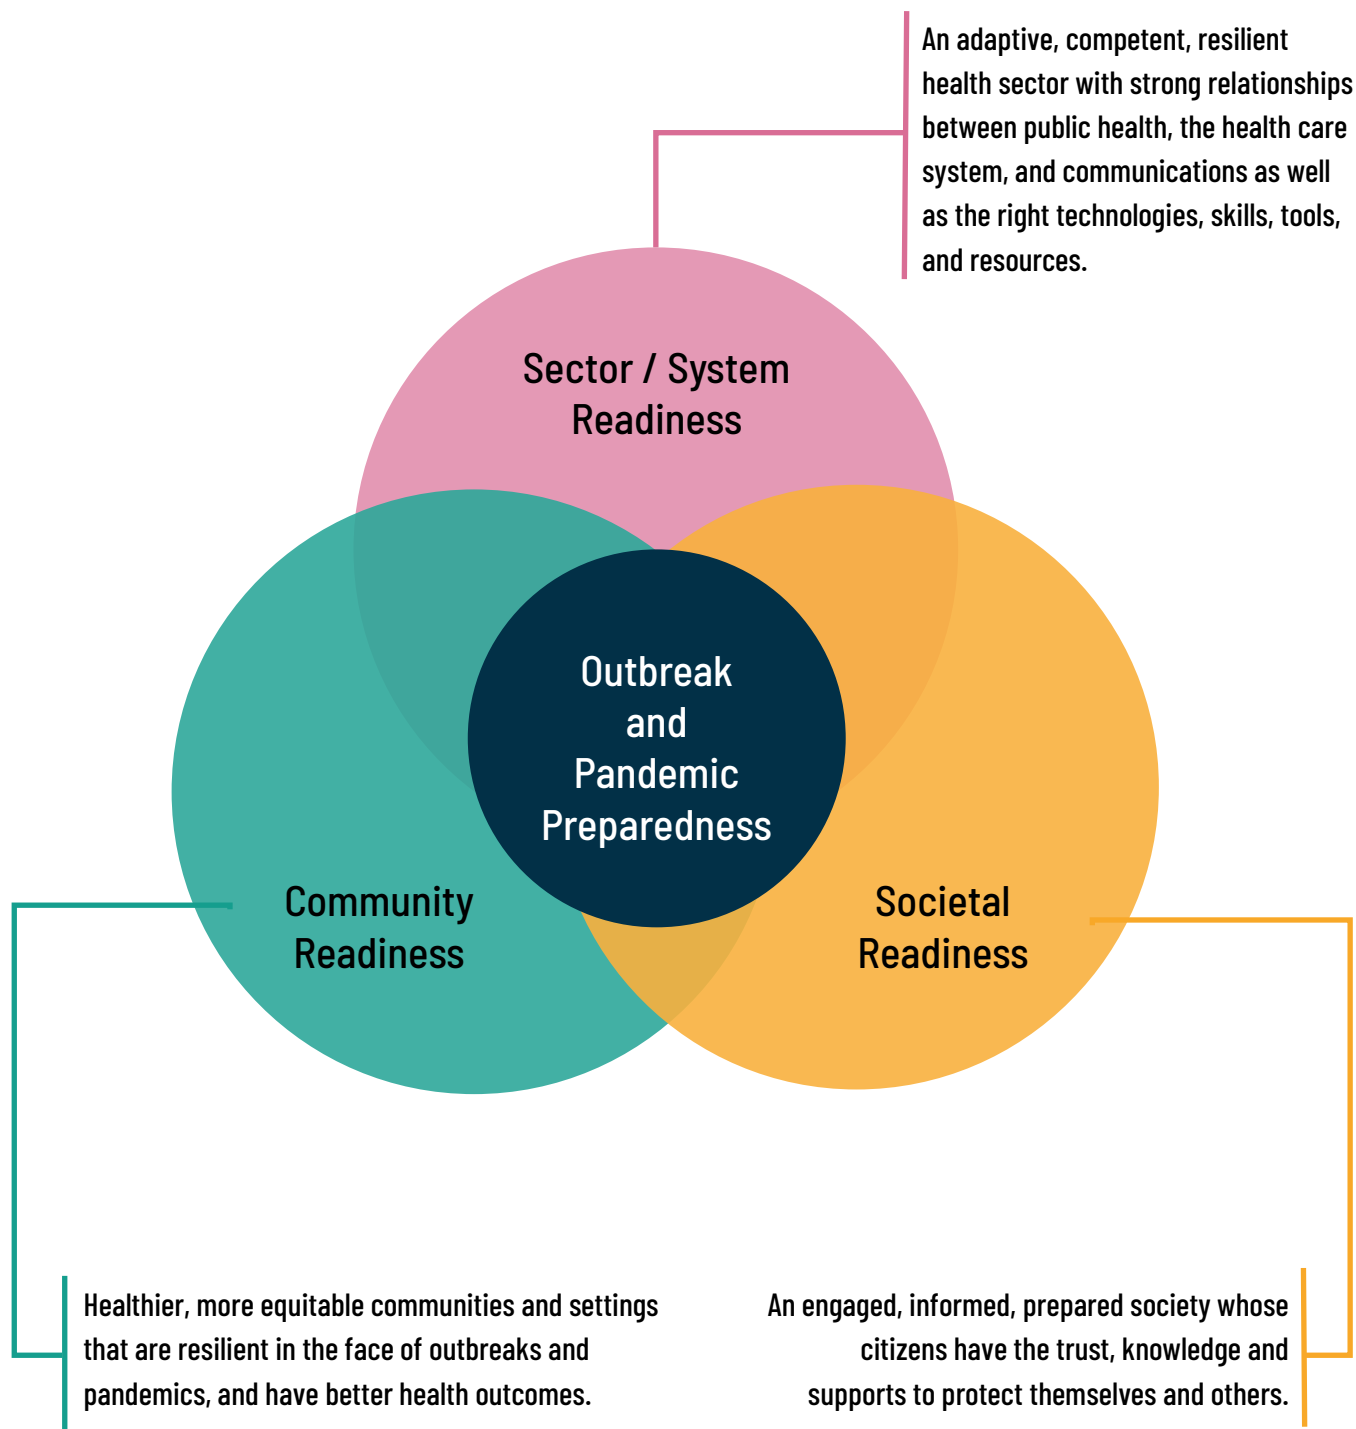 An adaptive, competent, resilient
health sector with strong relationships
between public health, the health care
system, and communications as well
as the right technologies, skills, tools,
and resources.
Sector / System
Readiness
Outbreak
and
Pandemic
Preparedness
Community
Readiness
Societal
Readiness
Healthier, more equitable communities and settings
that are resilient in the face of outbreaks and
pandemics, and have better health outcomes.
An engaged, informed, prepared society whose
citizens have the trust, knowledge and
supports to protect themselves and others.